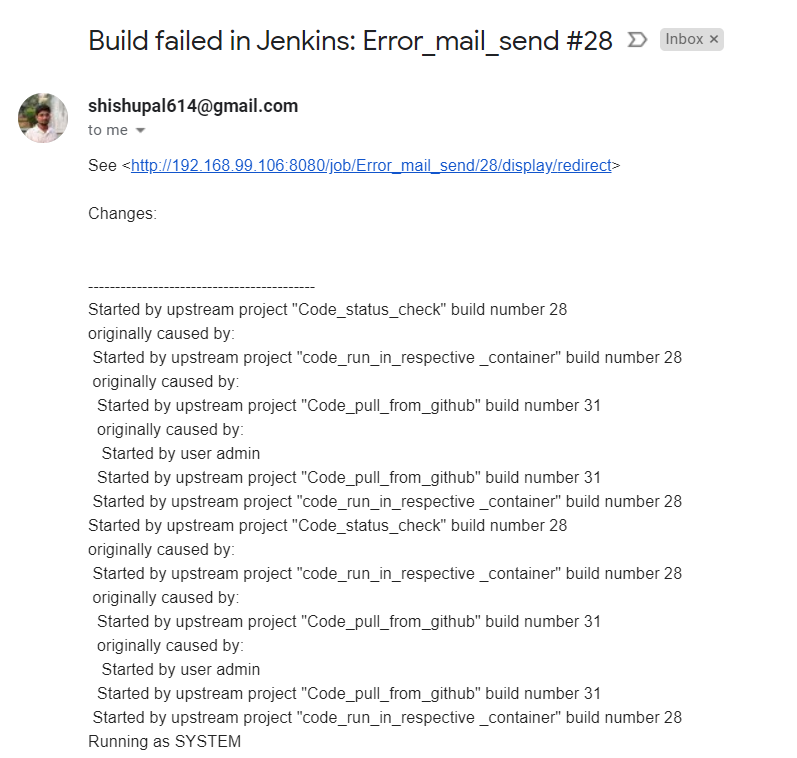 Build failed in Jenkins: Error_mail_send #28
Inbox ×
shishupal614@gmail.com
to me
See <http://192.168.99.106:8080/job/Error_mail_send/28/display/redirect>
Changes:
-------------------------------------------
Started by upstream project "Code_status_check" build number 28
originally caused by:
Started by upstream project "code_run_in_respective _container" build number 28
originally caused by:
Started by upstream project "Code_pull_from_github" build number 31
originally caused by:
Started by user admin
Started by upstream project "Code_pull_from_github" build number 31
Started by upstream project "code_run_in_respective _container" build number 28
Started by upstream project "Code_status_check" build number 28
originally caused by:
Started by upstream project "code_run_in_respective _container" build number 28
originally caused by:
Started by upstream project "Code_pull_from_github" build number 31
originally caused by:
Started by user admin
Started by upstream project "Code_pull_from_github" build number 31
Started by upstream project "code_run_in_respective _container" build number 28
Running as SYSTEM